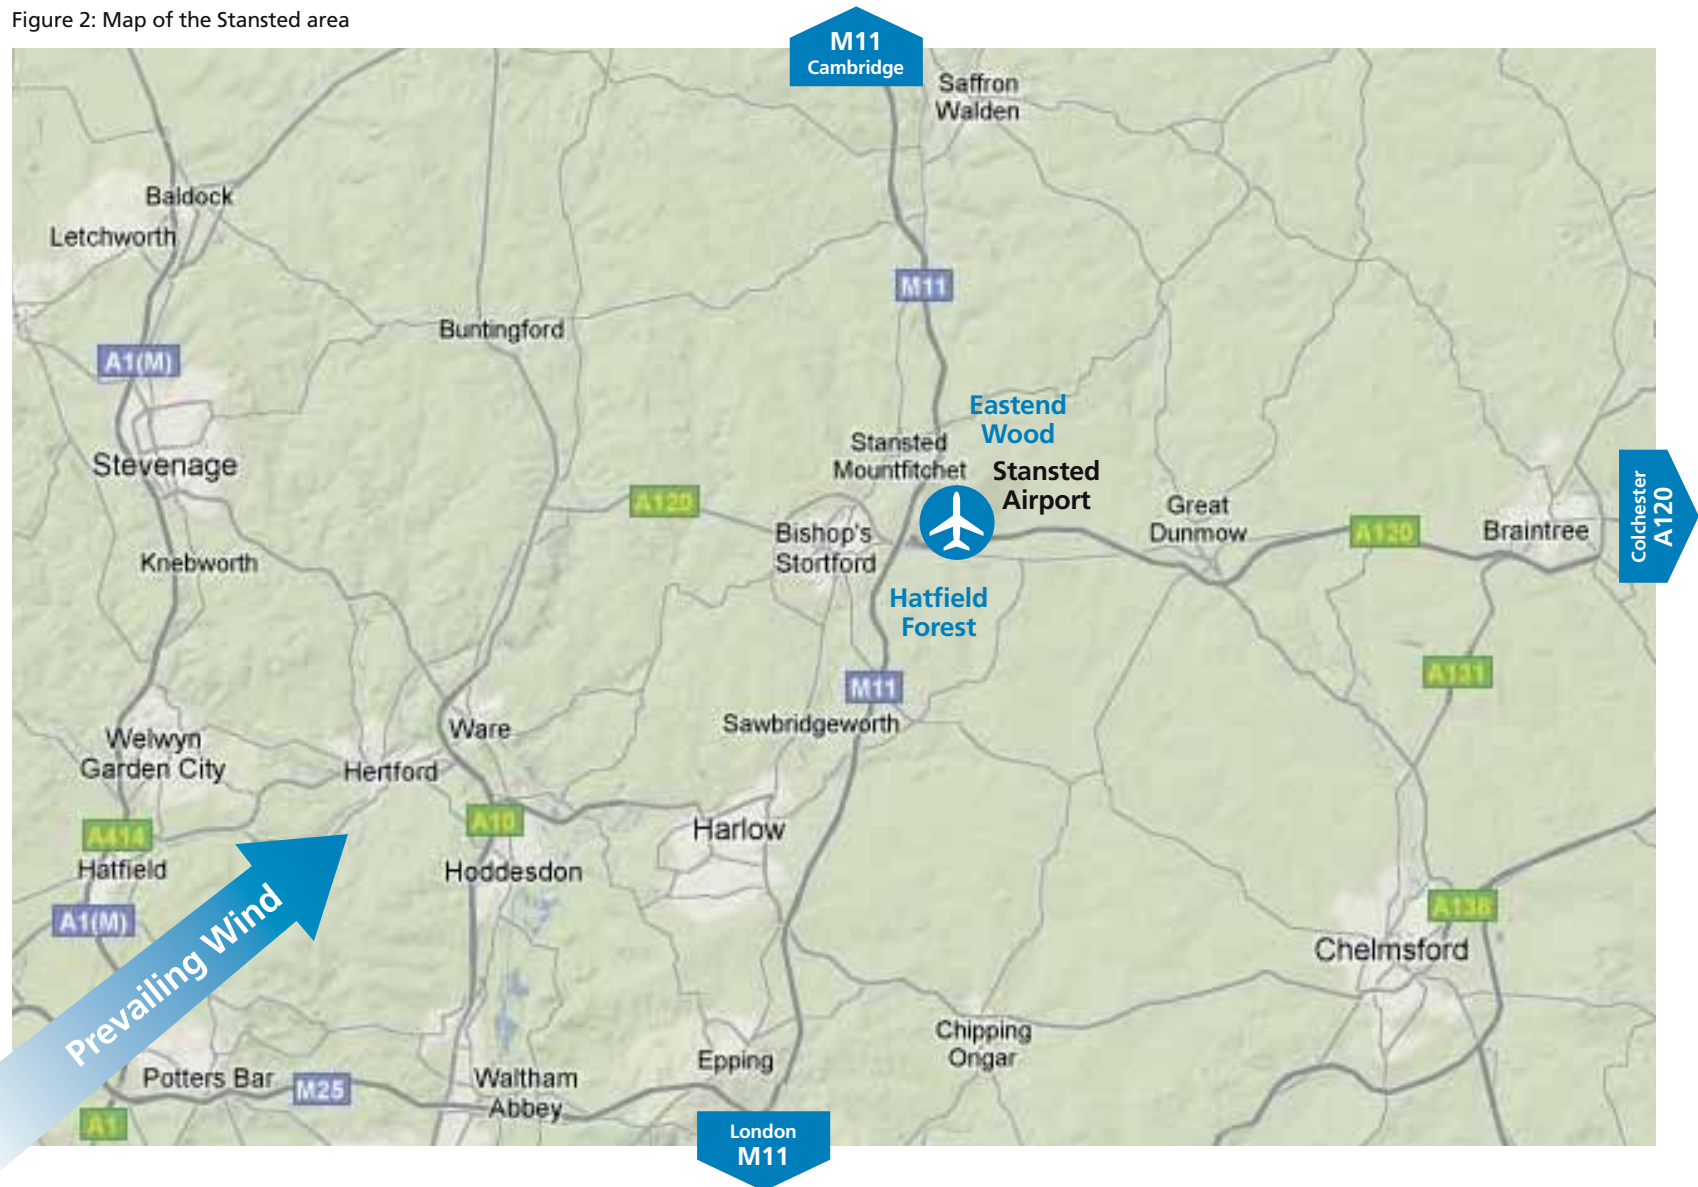 Figure 2: Map of the Stansted area
M11
Cambridge
Saffron
Walden
Baldock
Letchworth
M11
Buntingford
A1(M)
Eastend
Wood
Stansted
Mountfitchet
Stansted
Airport
Stevenage
A120
Great
Dunmow
A120
Braintree
Colchester
A120
Bishop's
Stortford
Knebworth
Hatfield
Forest
A131
M11
Sawbridgeworth
Ware
Welwyn
Garden City
Hertford
A414
A10
Harlow
Hatfield
Hoddesdon
A1(M)
Prevailing Wind
A138
Chelmsford
Chipping
Ongar
Epping
Potters Bar
M25
Waltham
Abbey
A1
London
M11